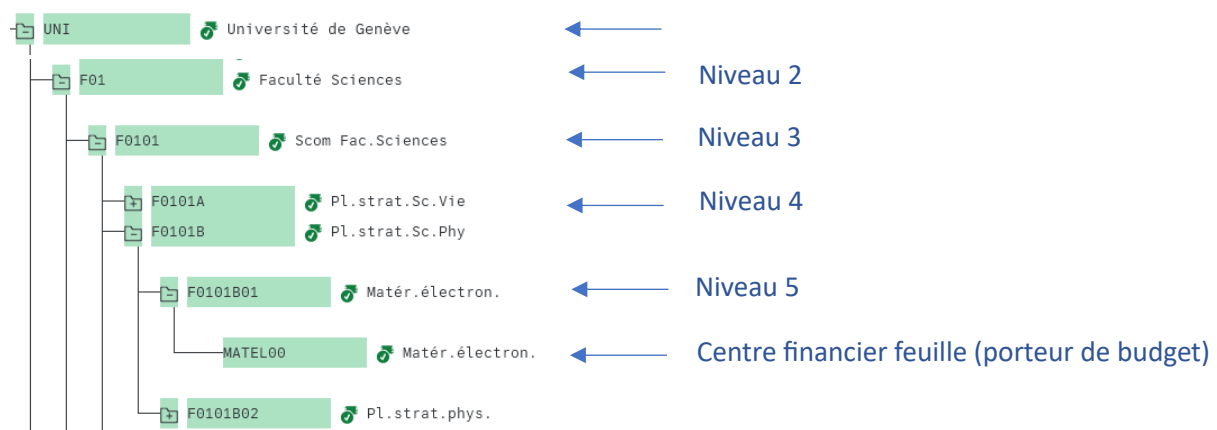 UNI Université de Genève
F01 Faculté Sciences Niveau 2
F0101 Scom Fac.Sciences Niveau 3
F0101A Pl.strat.Sc.Vie Niveau 4
F0101B Pl.strat.Sc.Phy
F0101B01 Matér.électron. Niveau 5
MATEL00 Matér.électron. Centre financier feuille (porteur de budget)
F0101B02 Pl.strat.phys.